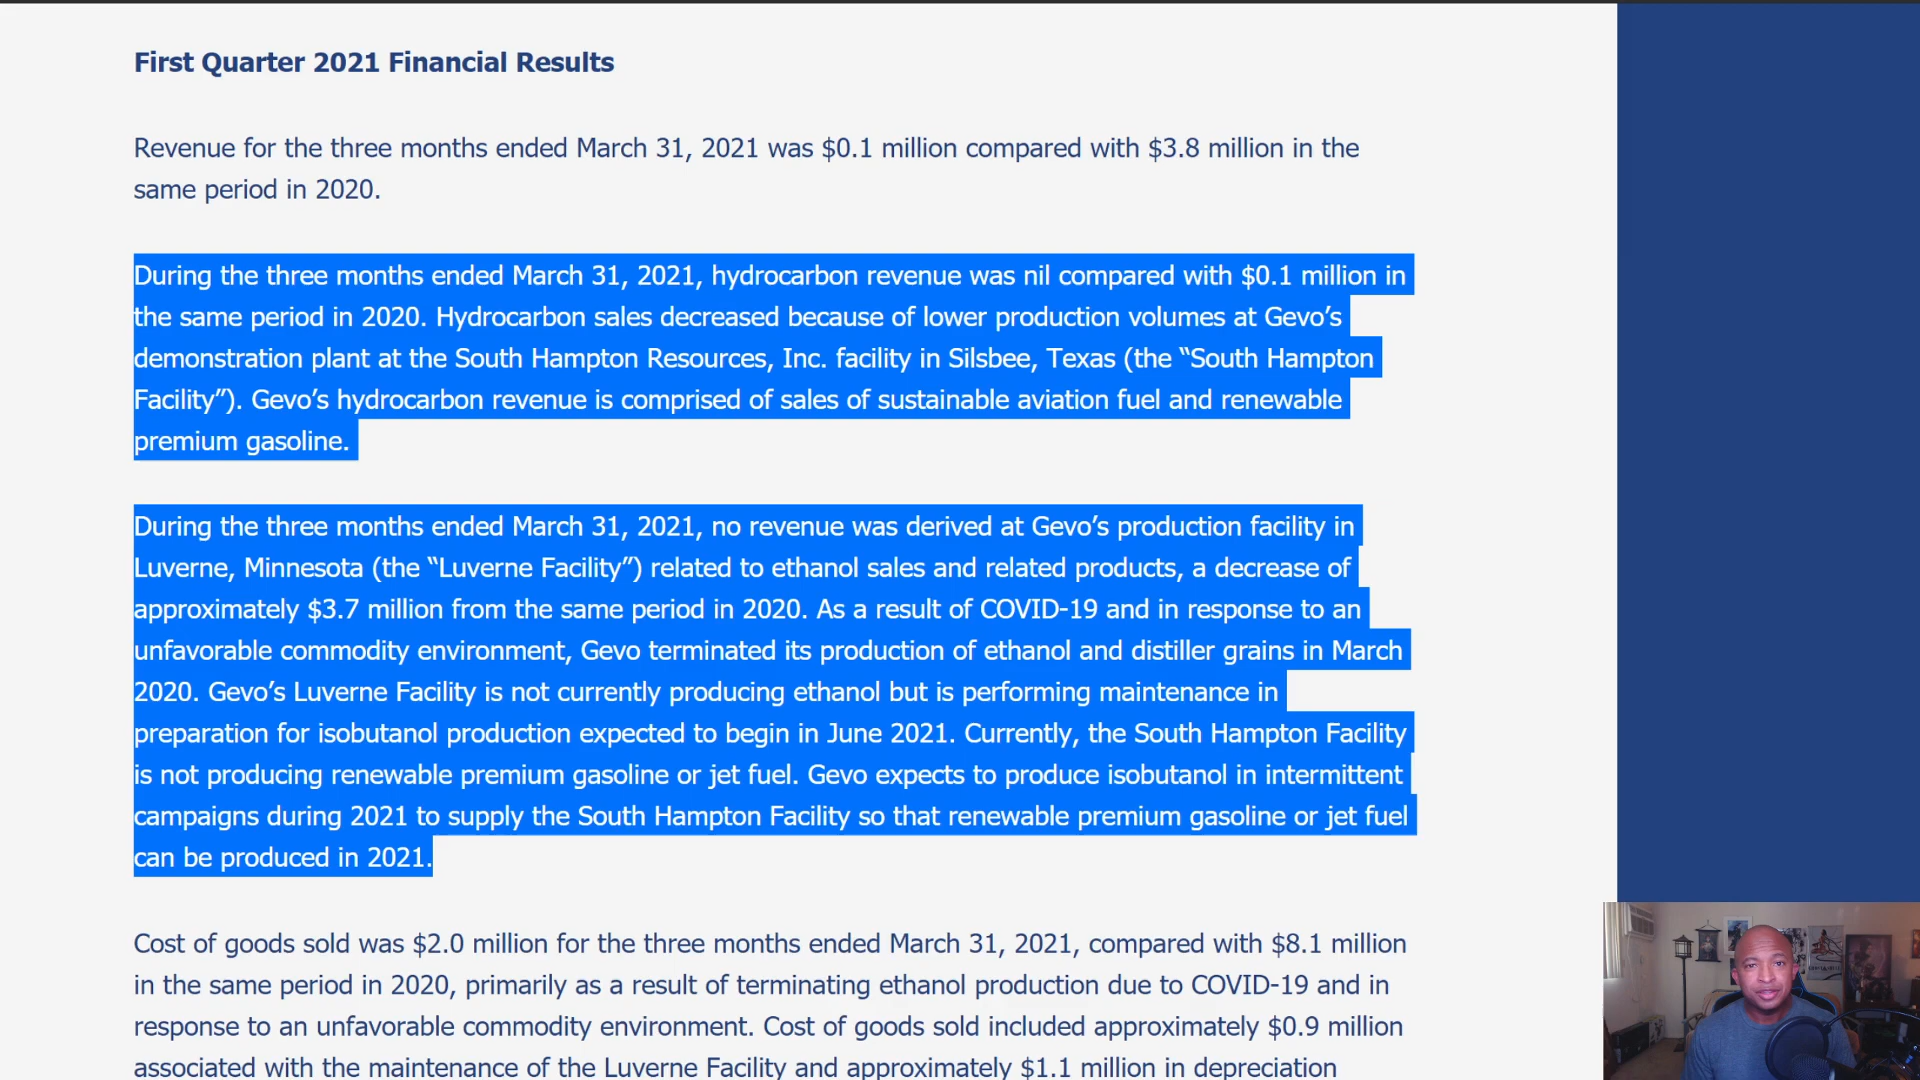 First Quarter 2021 Financial Results
Revenue for the three months ended March 31, 2021 was $0.1 million compared with $3.8 million in the
same period in 2020.
During the three months ended March 31, 2021, hydrocarbon revenue was nil compared with $0.1 million in
the same period in 2020. Hydrocarbon sales decreased because of lower production volumes at Gevo’s
demonstration plant at the South Hampton Resources, Inc. facility in Silsbee, Texas (the “South Hampton
Facility”). Gevo’s hydrocarbon revenue is comprised of sales of sustainable aviation fuel and renewable
premium gasoline.
During the three months ended March 31, 2021, no revenue was derived at Gevo’s production facility in
Luverne, Minnesota (the “Luverne Facility”) related to ethanol sales and related products, a decrease of
approximately $3.7 million from the same period in 2020. As a result of COVID-19 and in response to an
unfavorable commodity environment, Gevo terminated its production of ethanol and distiller grains in March
2020. Gevo’s Luverne Facility is not currently producing ethanol but is performing maintenance in
preparation for isobutanol production expected to begin in June 2021. Currently, the South Hampton Facility
is not producing renewable premium gasoline or jet fuel. Gevo expects to produce isobutanol in intermittent
campaigns during 2021 to supply the South Hampton Facility so that renewable premium gasoline or jet fuel
can be produced in 2021.
Cost of goods sold was $2.0 million for the three months ended March 31, 2021, compared with $8.1 million
in the same period in 2020, primarily as a result of terminating ethanol production due to COVID-19 and in
response to an unfavorable commodity environment. Cost of goods sold included approximately $0.9 million
associated with the maintenance of the Luverne Facility and approximately $1.1 million in depreciation